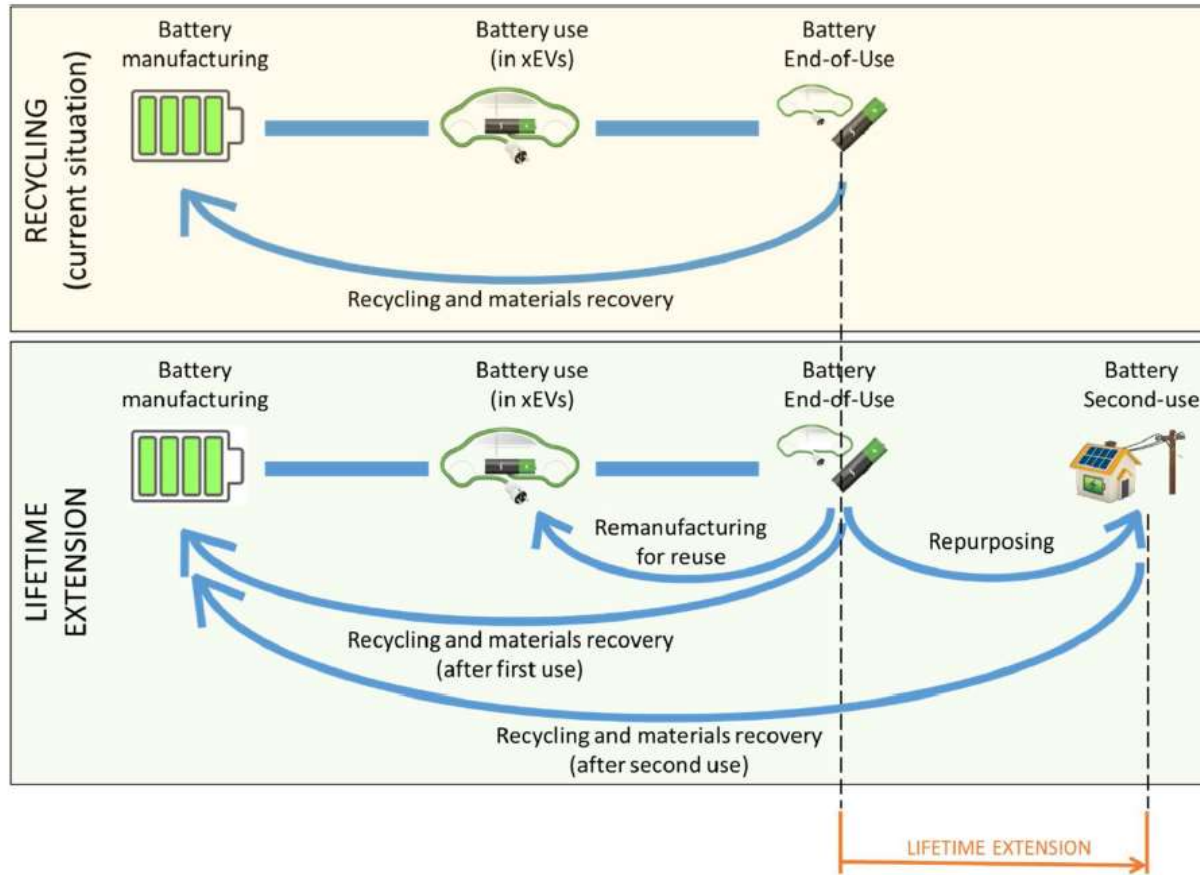 RECYCLING
(current situation)
Battery
manufacturing
Battery use
(in xEVs)
Battery
End-of-Use
Recycling and materials recovery
LIFETIME
EXTENSION
Battery
manufacturing
Battery use
(in xEVs)
Battery
End-of-Use
Battery
Second-use
Remanufacturing
for reuse
Repurposing
Recycling and materials recovery
(after first use)
Recycling and materials recovery
(after second use)
LIFETIME EXTENSION